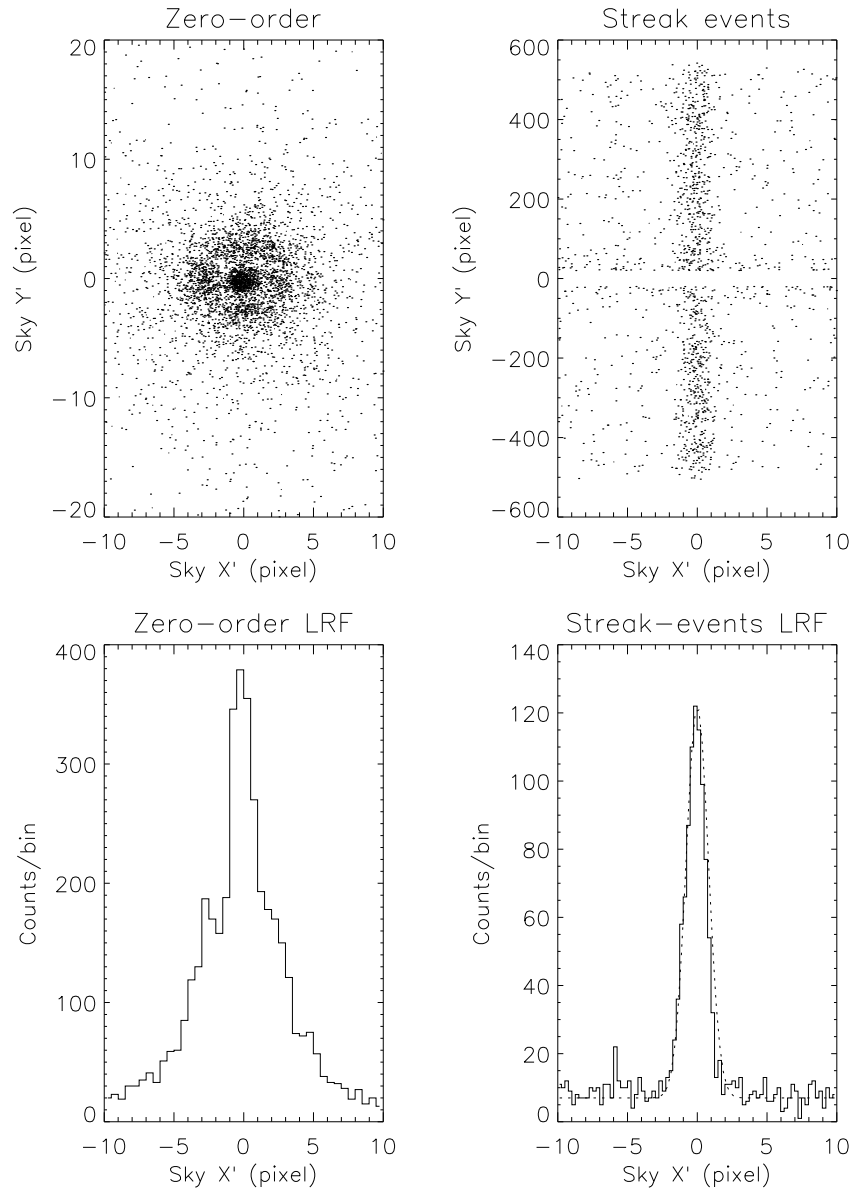 Zero-order
20
10
0
-10
-20
Sky Y' (pixel)
-10 -5 0 5 10
Sky X' (pixel)
Streak events
600
400
200
0
-200
-400
-600
Sky Y' (pixel)
-10 -5 0 5 10
Sky X' (pixel)
Zero-order LRF
400
300
200
100
0
Counts/bin
-10 -5 0 5 10
Sky X' (pixel)
Streak-events LRF
140
120
100
80
60
40
20
0
Counts/bin
-10 -5 0 5 10
Sky X' (pixel)